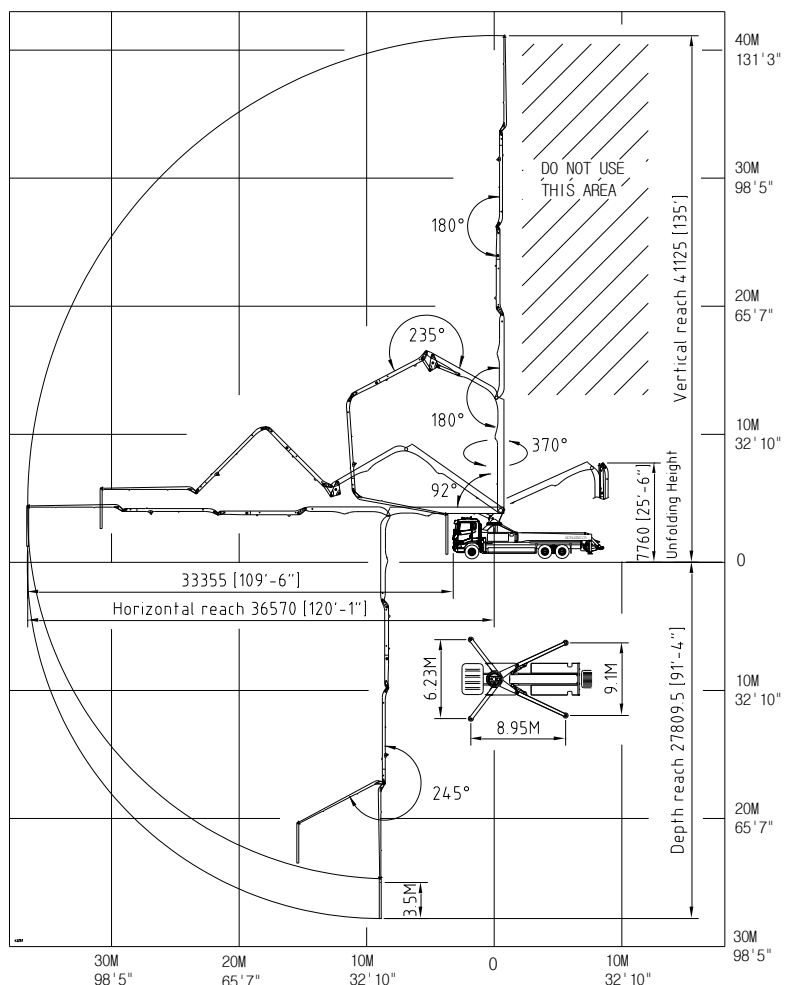 40M
131'3"
DO NOT USE
THIS AREA
30M
98'5"
180°
Vertical reach 41125 [135']
20M
65'7"
235°
180°
10M
32'10"
370°
92°
7760 [25'-6"]
Unfolding Height
0
33355 [109'-6"]
Horizontal reach 36570 [120'-1"]
6.23M
9.1M
8.95M
10M
32'10"
Depth reach 27809.5 [91'-4"]
245°
20M
65'7"
3.5M
30M
98'5"
30M
98'5"
20M
65'7"
10M
32'10"
0
10M
32'10"